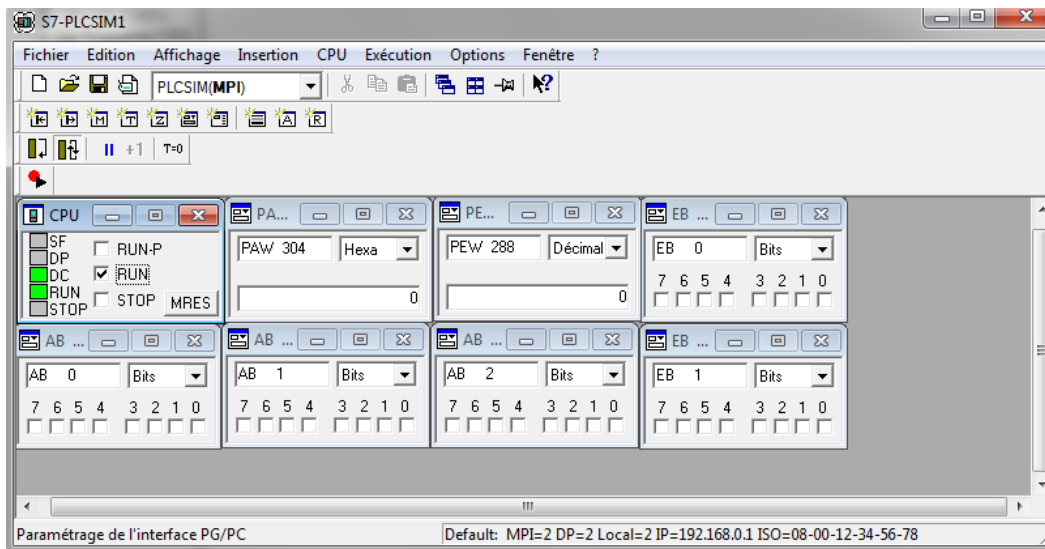 S7-PLCSIM1
Fichier Edition Affichage Insertion CPU Exécution Options Fenêtre ?
PLCSIM(MPI)
+1 T=0
CPU
SF
DP
DC
RUN
STOP
RUN-P
RUN
STOP
MRES
PA...
PAW 304 Hexa
0
PE...
PEW 288 Décimal
0
EB ...
EB 0 Bits
7 6 5 4 3 2 1 0
AB ...
AB 0 Bits
7 6 5 4 3 2 1 0
AB ...
AB 1 Bits
7 6 5 4 3 2 1 0
AB ...
AB 2 Bits
7 6 5 4 3 2 1 0
EB ...
EB 1 Bits
7 6 5 4 3 2 1 0
Paramétrage de l'interface PG/PC
Default: MPI=2 DP=2 Local=2 IP=192.168.0.1 ISO=08-00-12-34-56-78